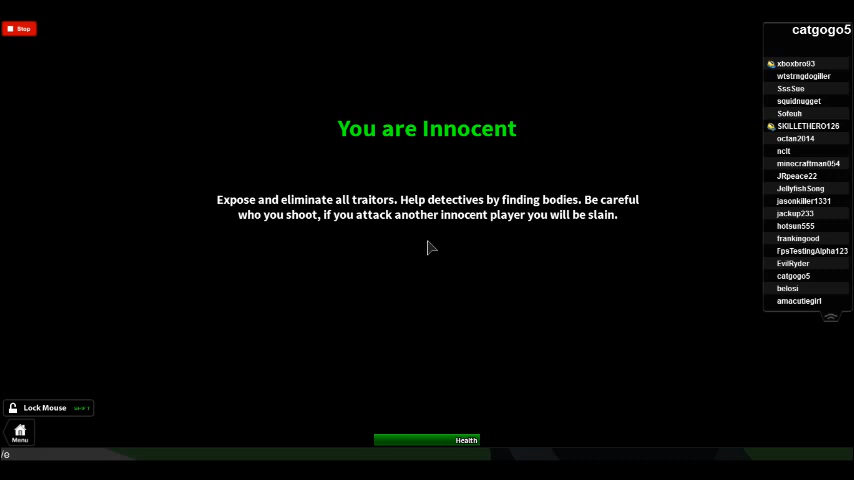 Stop
catgogo5
xboxbro93
wtstrngdogiller
SssSue
squidnugget
Sofeuh
SKILLETHERO126
octan2014
nclt
minecraftman054
JRpeace22
JellyfishSong
jasonkiller1331
jackup233
hotsun555
frankingood
FpsTestingAlpha123
EvilRyder
catgogo5
belosi
amacutiegirl
You are Innocent
Expose and eliminate all traitors. Help detectives by finding bodies. Be careful
who you shoot, if you attack another innocent player you will be slain.
Lock Mouse SHIFT
Menu
Health